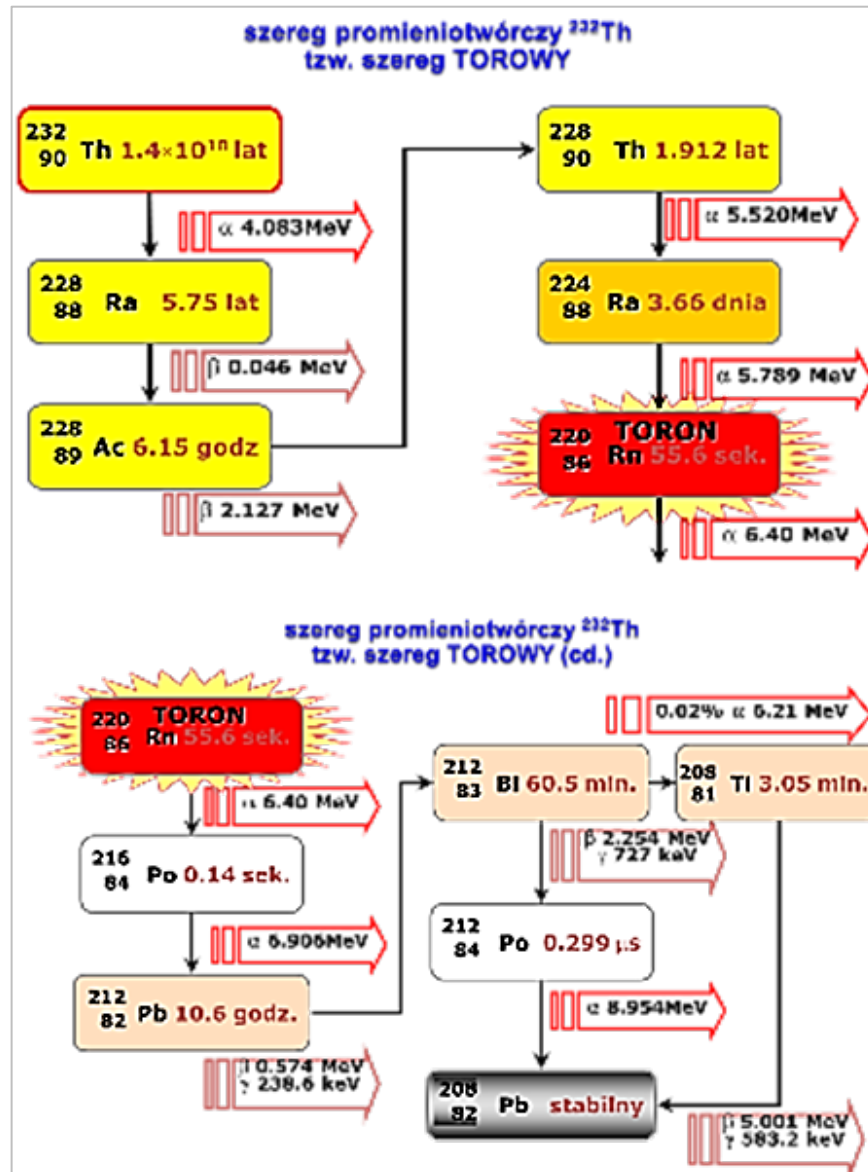 szereg promieniotwórczy ²³²Th
tzw. szereg TOROWY
232
90 Th 1.4×10¹⁰ lat
α 4.083MeV
228
88 Ra 5.75 lat
β 0.046 MeV
228
89 Ac 6.15 godz
β 2.127 MeV
228
90 Th 1.912 lat
α 5.520MeV
224
88 Ra 3.66 dnia
α 5.789 MeV
220 TORON
86 Rn 55.6 sek.
α 6.40 MeV
szereg promieniotwórczy ²³²Th
tzw. szereg TOROWY (cd.)
220 TORON
86 Rn 55.6 sek.
α 6.40 MeV
216
84 Po 0.14 sek.
α 6.906MeV
212
82 Pb 10.6 godz.
β 0.574 MeV
γ 238.6 keV
0.02% α 6.21 MeV
212
83 Bi 60.5 min.
208
81 Tl 3.05 min.
β 2.254 MeV
γ 727 keV
212
84 Po 0.299 µs
α 8.954MeV
208
82 Pb stabilny
β 5.001 MeV
γ 583.2 keV